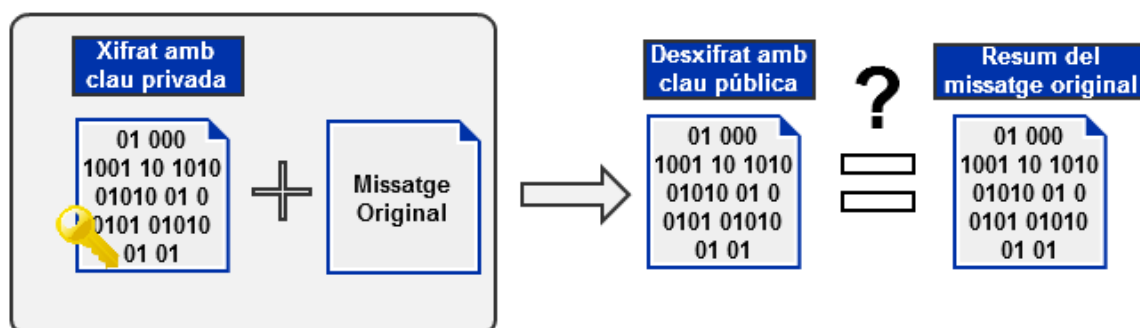 Xifrat amb
clau privada
01 000
1001 10 1010
01010 01 0
0101 01010
01 01
Missatge
Original
Desxifrat amb
clau pública
01 000
1001 10 1010
01010 01 0
0101 01010
01 01
?
Resum del
missatge original
01 000
1001 10 1010
01010 01 0
0101 01010
01 01